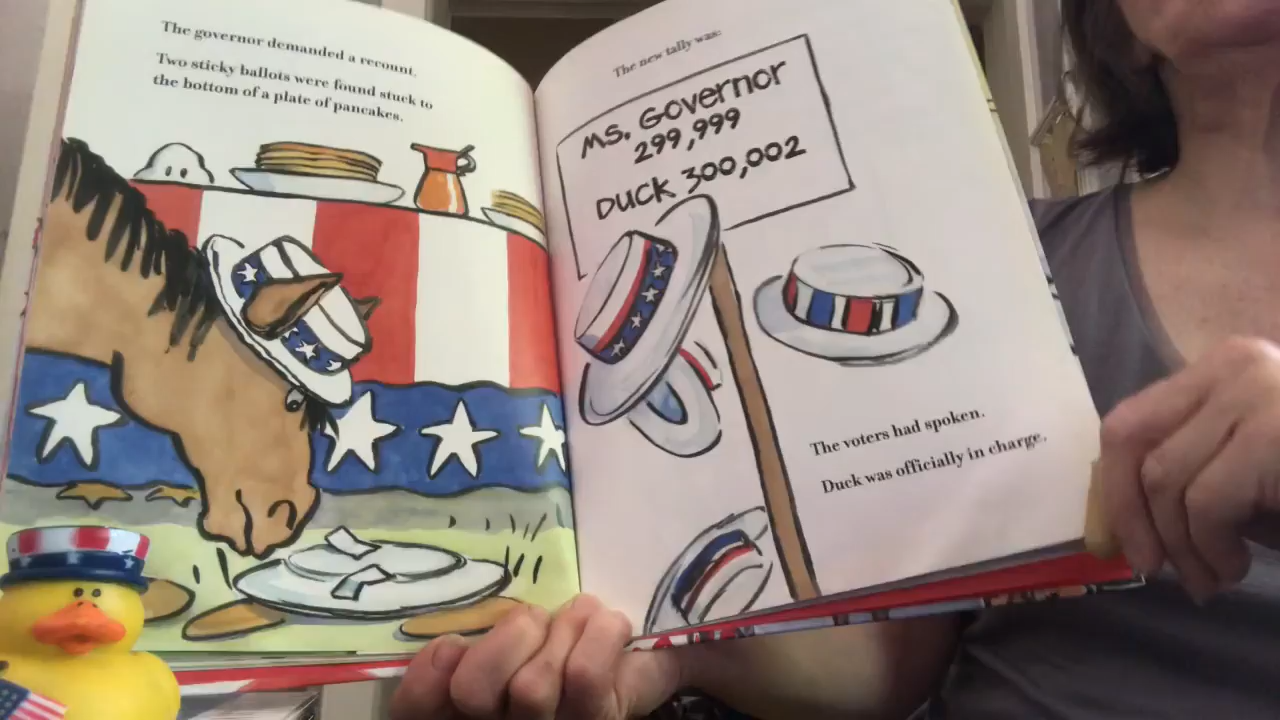 The governor demanded a recount.
Two sticky ballots were found stuck to
the bottom of a plate of pancakes.
The new tally was:
MS. Governor
299,999
Duck 300,002
The voters had spoken.
Duck was officially in charge.